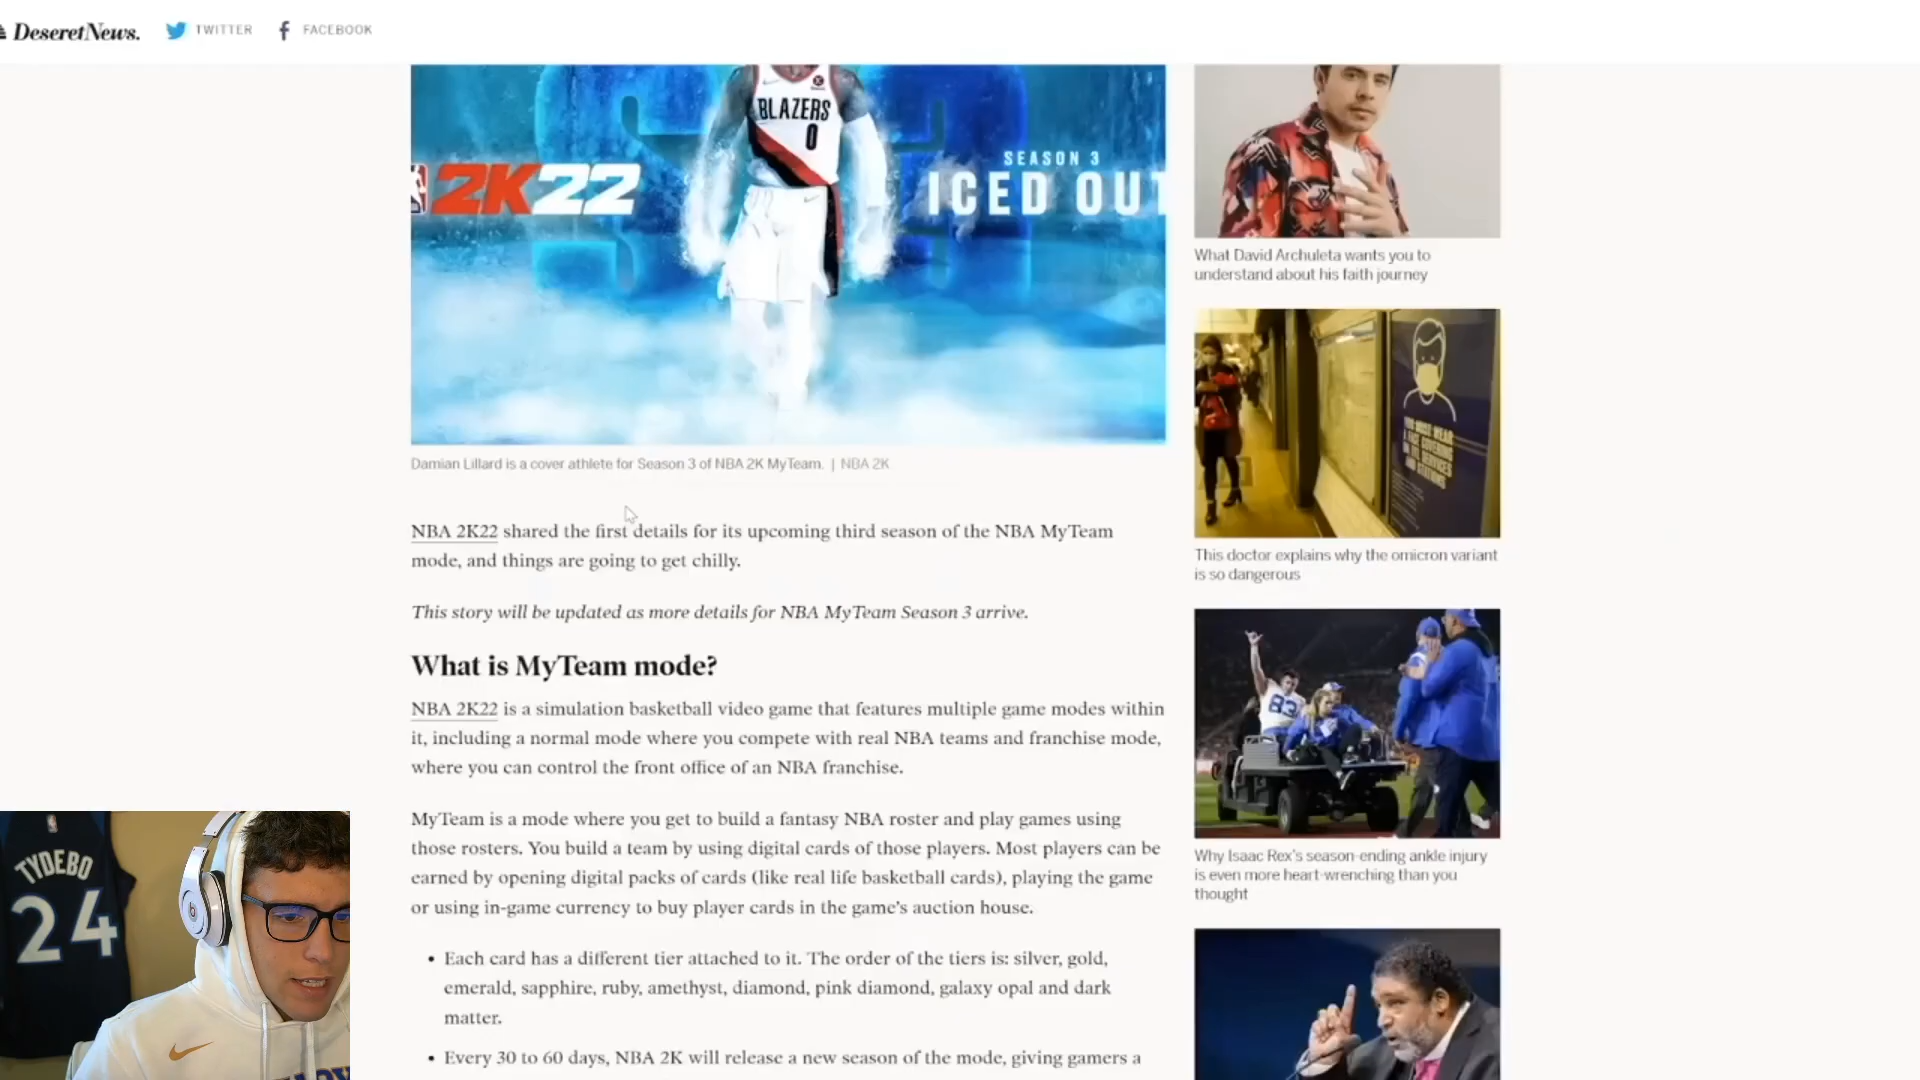 DeseretNews.
TWITTER
FACEBOOK
BLAZERS
0
2K22
SEASON 3
ICED OUT
Damian Lillard is a cover athlete for Season 3 of NBA 2K MyTeam. | NBA 2K
NBA 2K22 shared the first details for its upcoming third season of the NBA MyTeam
mode, and things are going to get chilly.
This story will be updated as more details for NBA MyTeam Season 3 arrive.
What is MyTeam mode?
NBA 2K22 is a simulation basketball video game that features multiple game modes within
it, including a normal mode where you compete with real NBA teams and franchise mode,
where you can control the front office of an NBA franchise.
MyTeam is a mode where you get to build a fantasy NBA roster and play games using
those rosters. You build a team by using digital cards of those players. Most players can be
earned by opening digital packs of cards (like real life basketball cards), playing the game
or using in-game currency to buy player cards in the game's auction house.
• Each card has a different tier attached to it. The order of the tiers is: silver, gold,
emerald, sapphire, ruby, amethyst, diamond, pink diamond, galaxy opal and dark
matter.
• Every 30 to 60 days, NBA 2K will release a new season of the mode, giving gamers a
What David Archuleta wants you to
understand about his faith journey
This doctor explains why the omicron variant
is so dangerous
83
Why Isaac Rex's season-ending ankle injury
is even more heart-wrenching than you
thought
TYDEBO
24